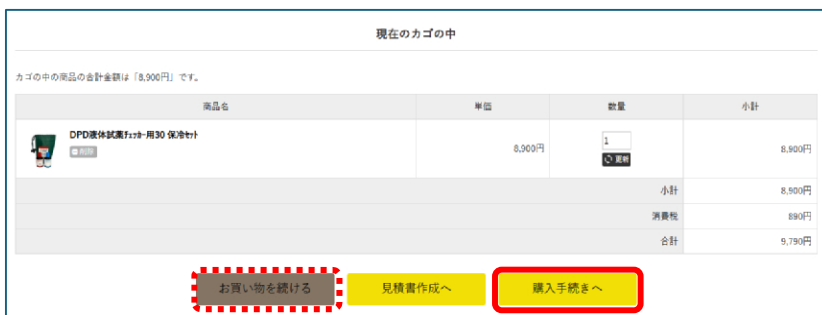 現在のカゴの中
カゴの中の商品の合計金額は「8,900円」です。
商品名 単価 数量 小計
DPD液体試薬ﾁｪｯｶｰ用30 保冷ｾｯﾄ
削除
8,900円
1
更新
8,900円
小計 8,900円
消費税 890円
合計 9,790円
お買い物を続ける 見積書作成へ 購入手続きへ